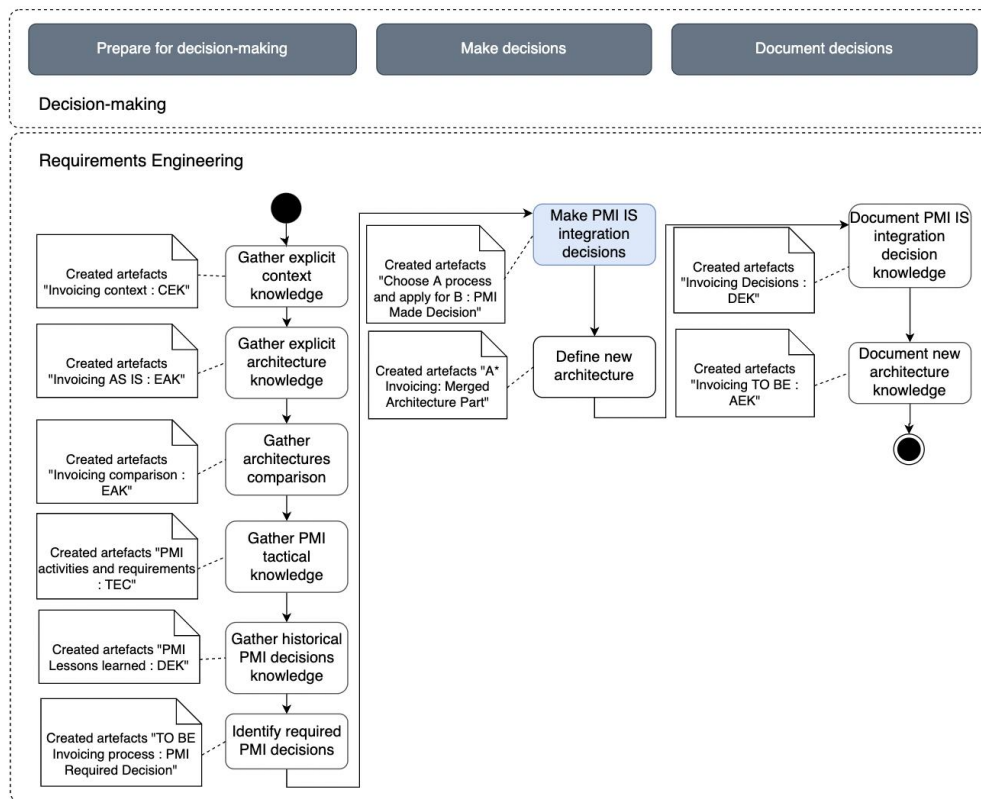 Prepare for decision-making
Make decisions
Document decisions
Decision-making
Requirements Engineering
Created artefacts
"Invoicing context : CEK"
Gather explicit
context
knowledge
Created artefacts
"Invoicing AS IS : EAK"
Gather explicit
architecture
knowledge
Created artefacts
"Invoicing comparison :
EAK"
Gather
architectures
comparison
Created artefacts "PMI
activities and requirements
: TEC"
Gather PMI
tactical
knowledge
Created artefacts "PMI
Lessons learned : DEK"
Gather historical
PMI decisions
knowledge
Created artefacts "TO BE
Invoicing process : PMI
Required Decision"
Identify required
PMI decisions
Created artefacts
"Choose A process
and apply for B : PMI
Made Decision"
Make PMI IS
integration
decisions
Created artefacts "A*
Invoicing: Merged
Architecture Part"
Define new
architecture
Created artefacts
"Invoicing Decisions :
DEK"
Document PMI IS
integration
decision
knowledge
Created artefacts
"Invoicing TO BE :
AEK"
Document new
architecture
knowledge